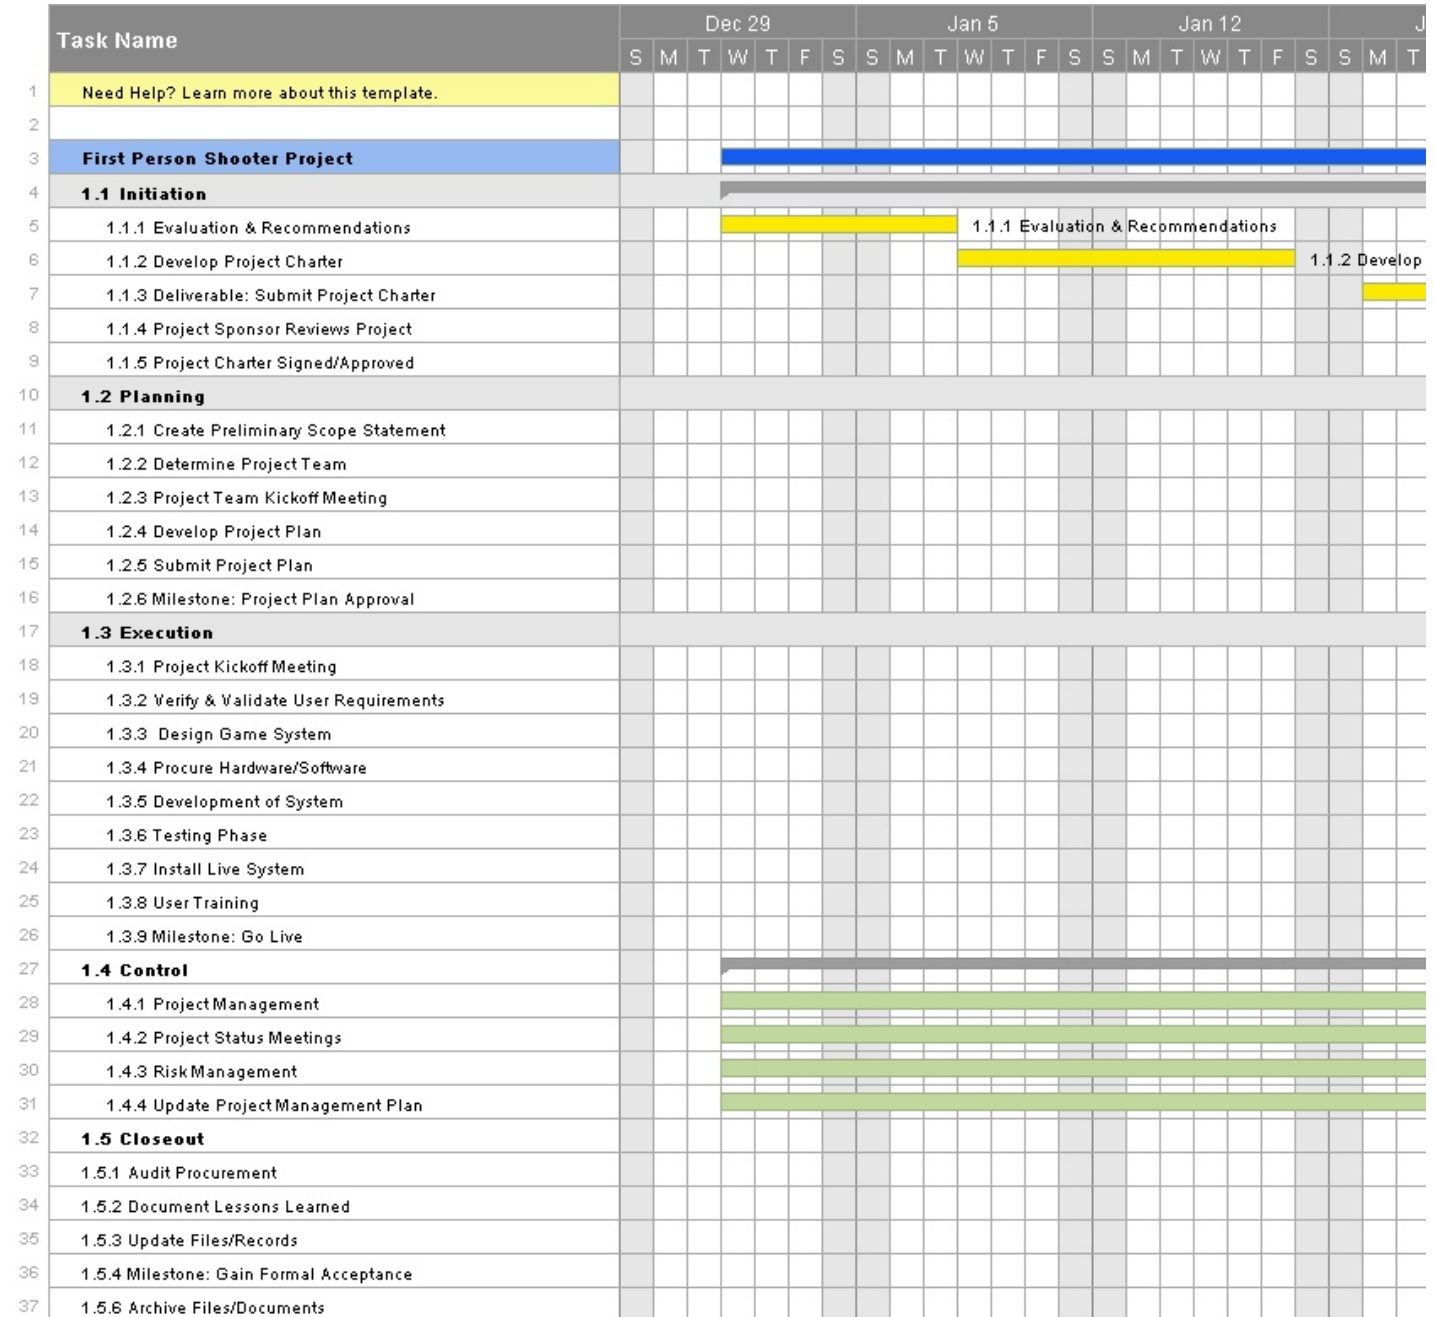 Task Name
Dec 29 Jan 5 Jan 12 J
S M T W T F S S M T W T F S S M T W T F S S M T
1 Need Help? Learn more about this template.
2
3 First Person Shooter Project
4 1.1 Initiation
5 1.1.1 Evaluation & Recommendations 1.1.1 Evaluation & Recommendations
6 1.1.2 Develop Project Charter 1.1.2 Develop
7 1.1.3 Deliverable: Submit Project Charter
8 1.1.4 Project Sponsor Reviews Project
9 1.1.5 Project Charter Signed/Approved
10 1.2 Planning
11 1.2.1 Create Preliminary Scope Statement
12 1.2.2 Determine Project Team
13 1.2.3 Project Team Kickoff Meeting
14 1.2.4 Develop Project Plan
15 1.2.5 Submit Project Plan
16 1.2.6 Milestone: Project Plan Approval
17 1.3 Execution
18 1.3.1 Project Kickoff Meeting
19 1.3.2 Verify & Validate User Requirements
20 1.3.3 Design Game System
21 1.3.4 Procure Hardware/Software
22 1.3.5 Development of System
23 1.3.6 Testing Phase
24 1.3.7 Install Live System
25 1.3.8 User Training
26 1.3.9 Milestone: Go Live
27 1.4 Control
28 1.4.1 Project Management
29 1.4.2 Project Status Meetings
30 1.4.3 Risk Management
31 1.4.4 Update Project Management Plan
32 1.5 Closeout
33 1.5.1 Audit Procurement
34 1.5.2 Document Lessons Learned
35 1.5.3 Update Files/Records
36 1.5.4 Milestone: Gain Formal Acceptance
37 1.5.6 Archive Files/Documents